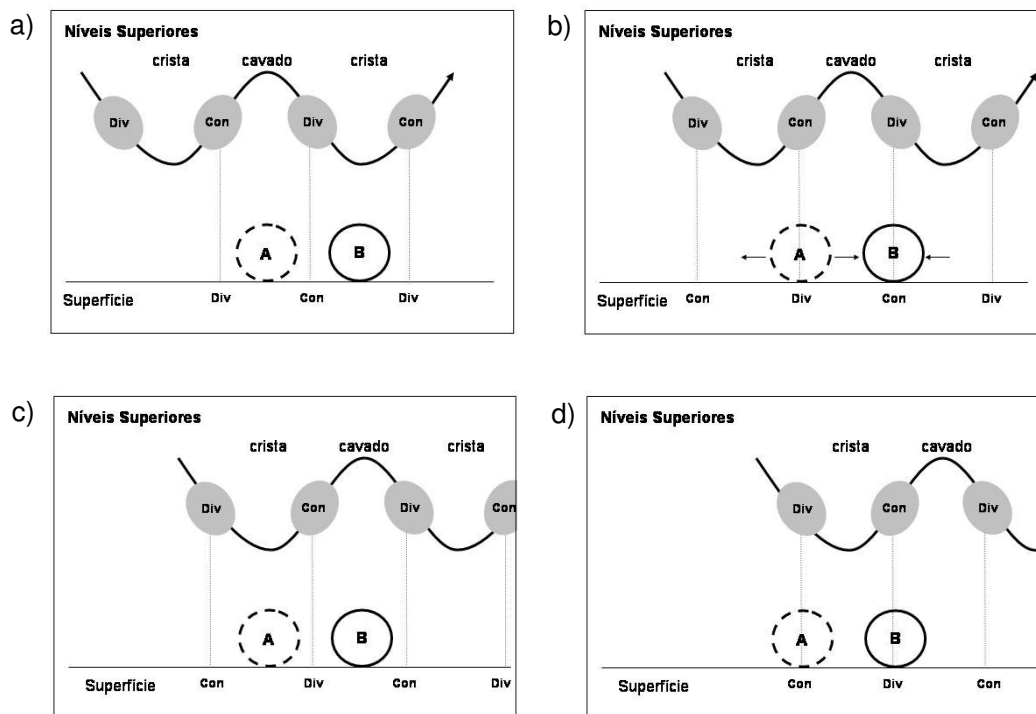 a)
Níveis Superiores
crista cavado crista
Div Con Div Con
A B
Superfície Div Con Div
b)
Níveis Superiores
crista cavado crista
Div Con Div Con
A B
Superfície Con Div Con Div
c)
Níveis Superiores
crista cavado crista
Div Con Div Con
A B
Superfície Con Div Con Div
d)
Níveis Superiores
crista cavado
Div Con Div
A B
Superfície Con Div Con